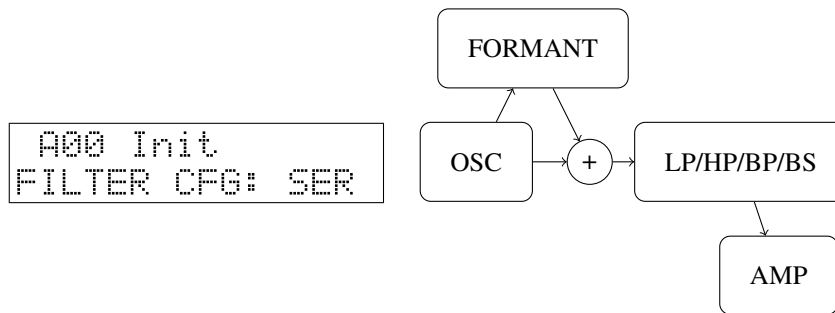 A00 Init
FILTER CFG: SER
FORMANT
OSC
+
LP/HP/BP/BS
AMP